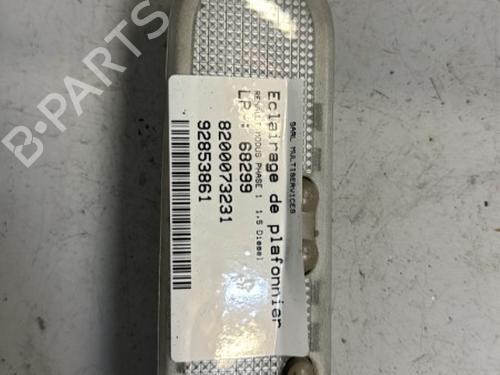 SARL MULTISERVICES
Eclairage de plafonnier
RENAULT MODUS PHASE 1 1.5 Diesel
LP : 68299
8200073231
92853861
B-PARTS